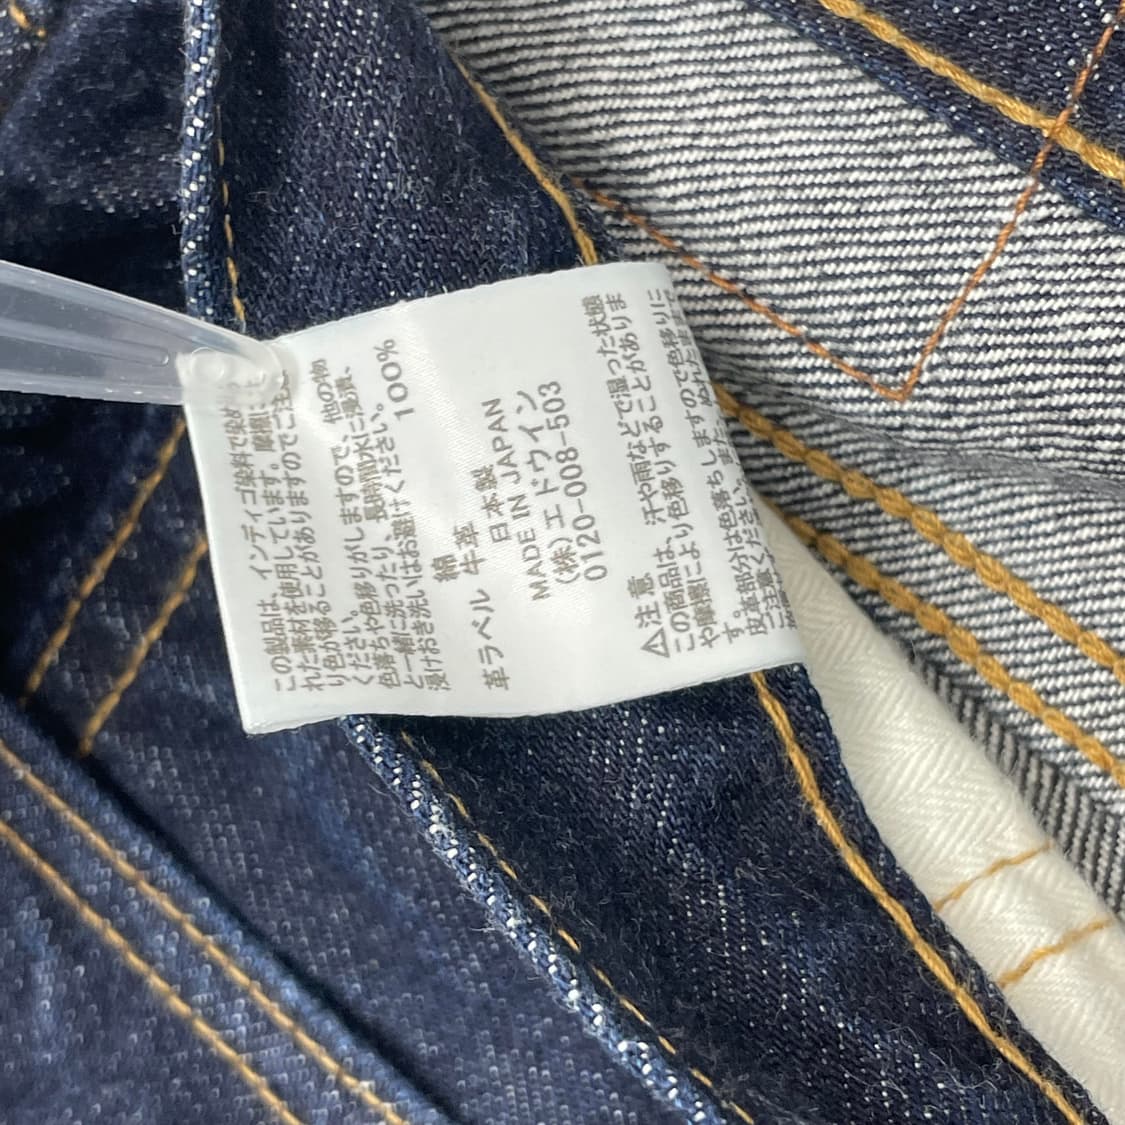 この製品は、インディゴ染料で染め
れた素材を使用しています。摩擦に
り色が移ることがありますのでご注
ください。
色落ちや色移りがしますので、他の物
と一緒に洗ったり、長時間水に浸漬、
浸けおき洗いはお避けください。
綿 100%
革ラベル 牛革
日本製
MADE IN JAPAN
(株)エドウイン
0120-008-503
⚠注意
この商品は、汗や雨などで湿った状態
や摩擦により色移りすることがありま
す。
皮革部分は色落ちしますので色移りに
ご注意ください。